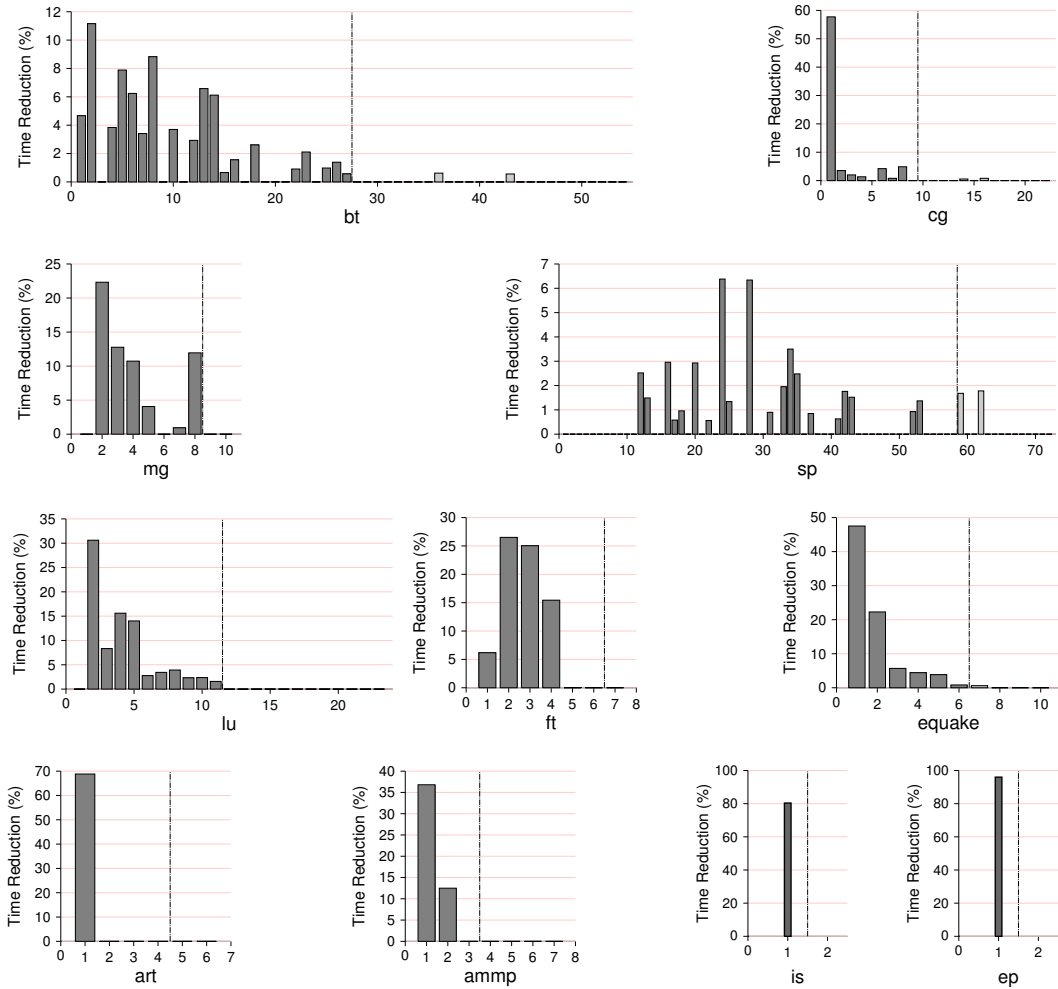 Time Reduction (%)
12
10
8
6
4
2
0
0 10 20 30 40 50
bt
Time Reduction (%)
60
50
40
30
20
10
0
0 5 10 15 20
cg
Time Reduction (%)
25
20
15
10
5
0
0 2 4 6 8 10
mg
Time Reduction (%)
7
6
5
4
3
2
1
0
0 10 20 30 40 50 60 70
sp
Time Reduction (%)
35
30
25
20
15
10
5
0
0 5 10 15 20
lu
Time Reduction (%)
30
25
20
15
10
5
0
0 1 2 3 4 5 6 7 8
ft
Time Reduction (%)
50
40
30
20
10
0
0 2 4 6 8 10
equake
Time Reduction (%)
70
60
50
40
30
20
10
0
0 1 2 3 4 5 6 7
art
Time Reduction (%)
40
35
30
25
20
15
10
5
0
0 1 2 3 4 5 6 7 8
ammp
Time Reduction (%)
100
80
60
40
20
0
0 1 2
is
Time Reduction (%)
100
80
60
40
20
0
0 1 2
ep